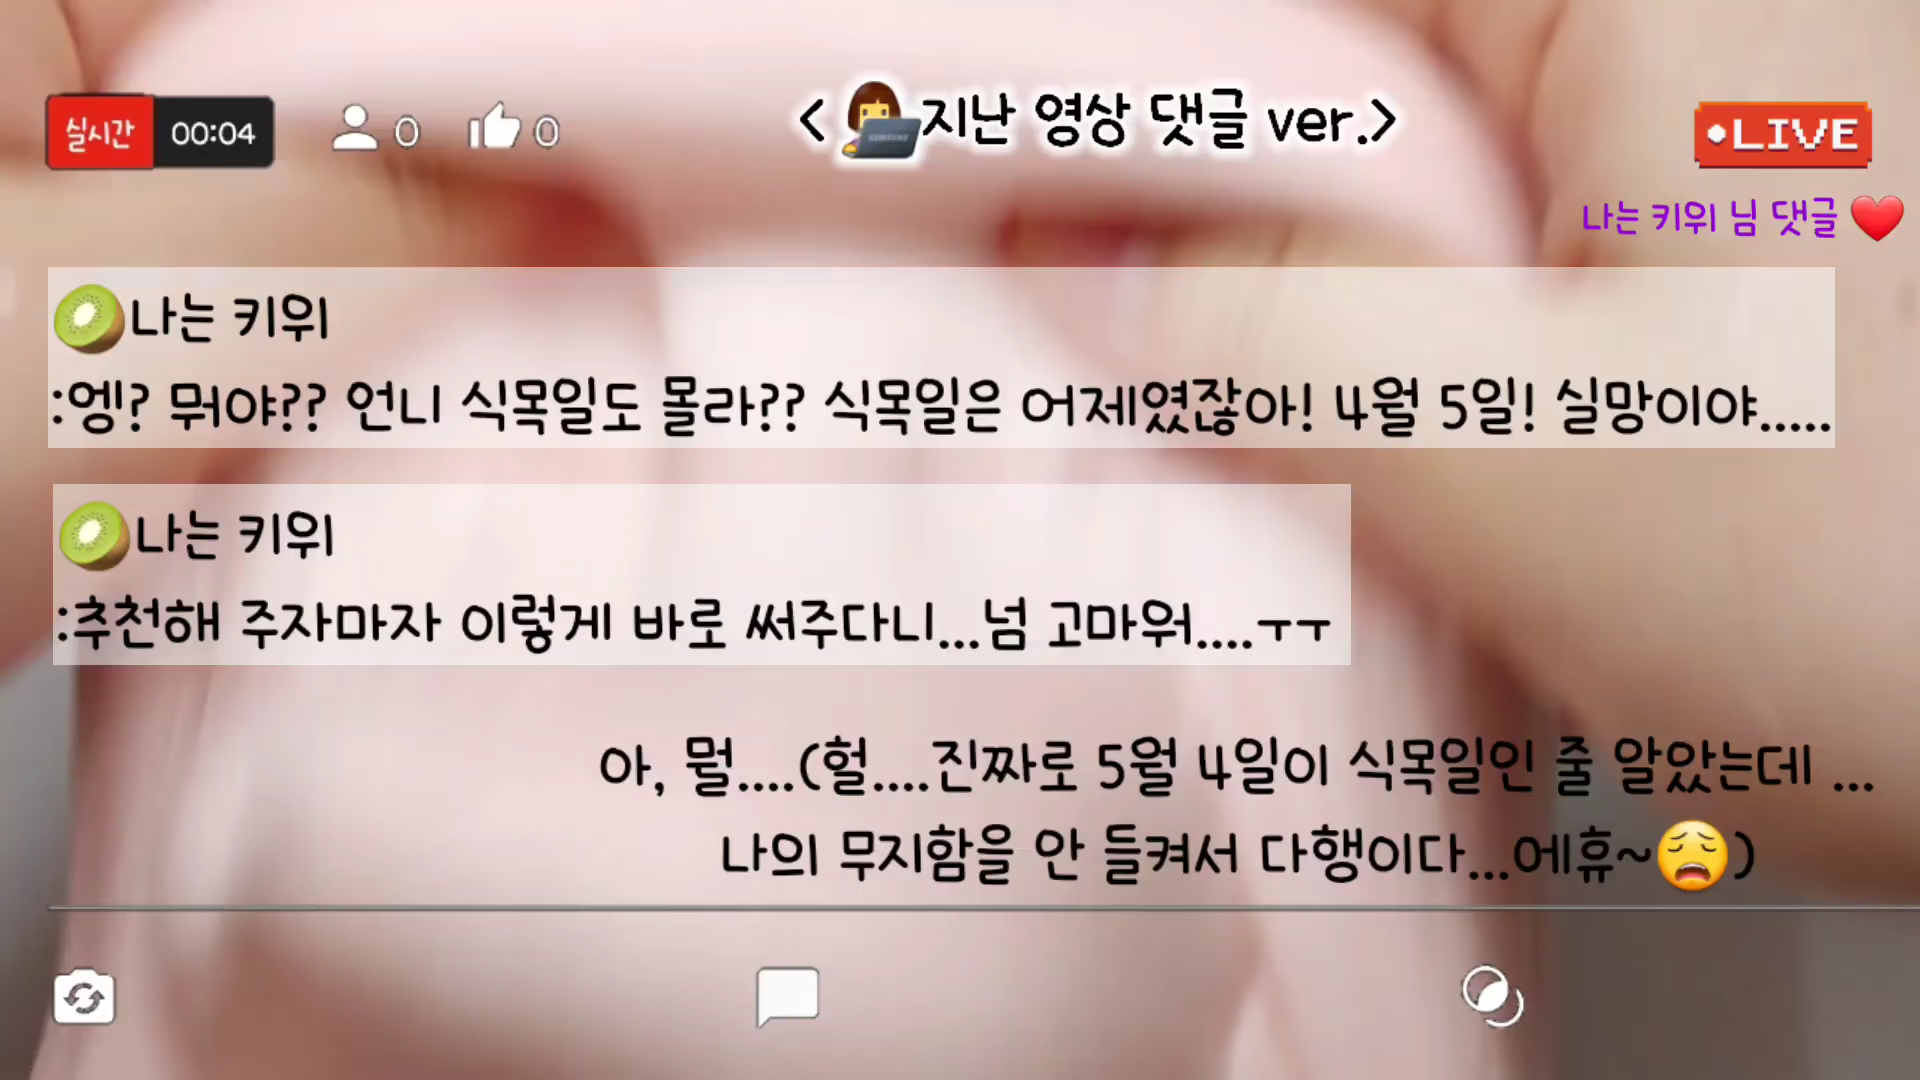 실시간 00:04 0 0
<지난 영상 댓글 ver.>
LIVE
나는 키위 님 댓글
나는 키위
:엥? 뭐야?? 언니 식목일도 몰라?? 식목일은 어제였잖아! 4월 5일! 실망이야.....
나는 키위
:추천해 주자마자 이렇게 바로 써주다니...넘 고마워....ㅜㅜ
아, 뭘....(헐....진짜로 5월 4일이 식목일인 줄 알았는데 ...
나의 무지함을 안 들켜서 다행이다...에휴~😩)